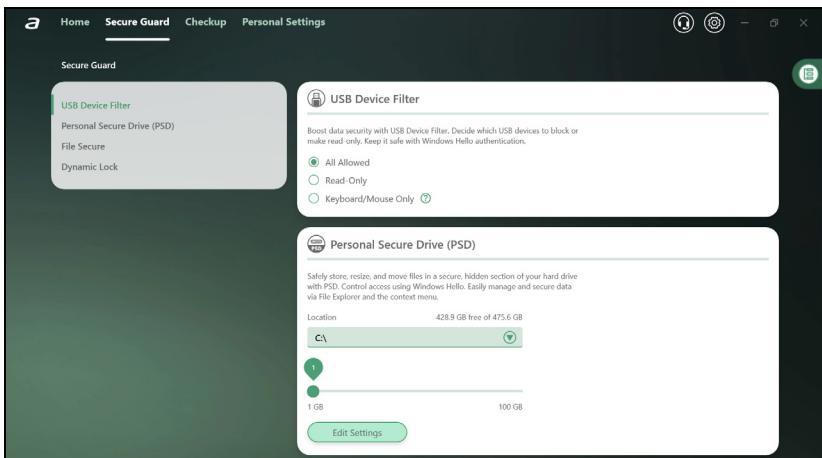 a Home Secure Guard Checkup Personal Settings
Secure Guard
USB Device Filter
Personal Secure Drive (PSD)
File Secure
Dynamic Lock
USB Device Filter
Boost data security with USB Device Filter. Decide which USB devices to block or
make read-only. Keep it safe with Windows Hello authentication.
All Allowed
Read-Only
Keyboard/Mouse Only ?
PSD
Personal Secure Drive (PSD)
Safely store, resize, and move files in a secure, hidden section of your hard drive
with PSD. Control access using Windows Hello. Easily manage and secure data
via File Explorer and the context menu.
Location 428.9 GB free of 475.6 GB
C:\
1
1 GB 100 GB
Edit Settings